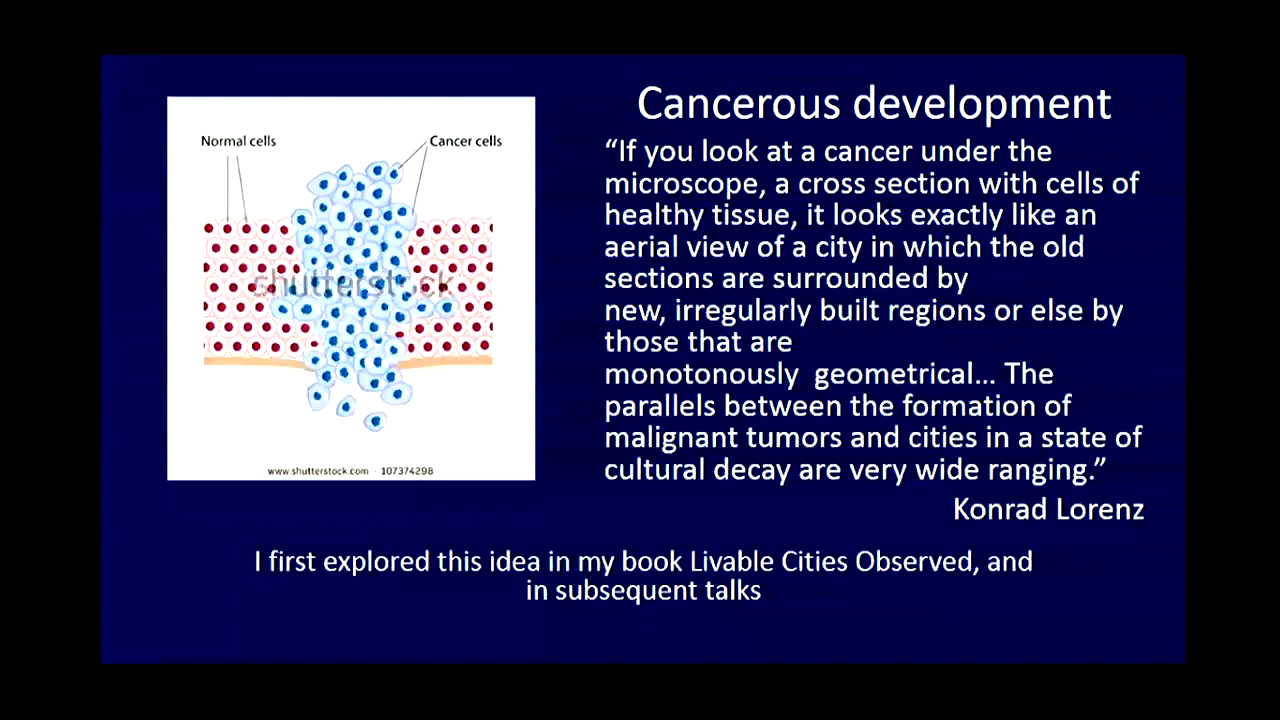 Cancerous development
Normal cells
Cancer cells
shutterstock
www.shutterstock.com · 107374298
“If you look at a cancer under the
microscope, a cross section with cells of
healthy tissue, it looks exactly like an
aerial view of a city in which the old
sections are surrounded by
new, irregularly built regions or else by
those that are
monotonously  geometrical... The
parallels between the formation of
malignant tumors and cities in a state of
cultural decay are very wide ranging.”
Konrad Lorenz
I first explored this idea in my book Livable Cities Observed, and
in subsequent talks